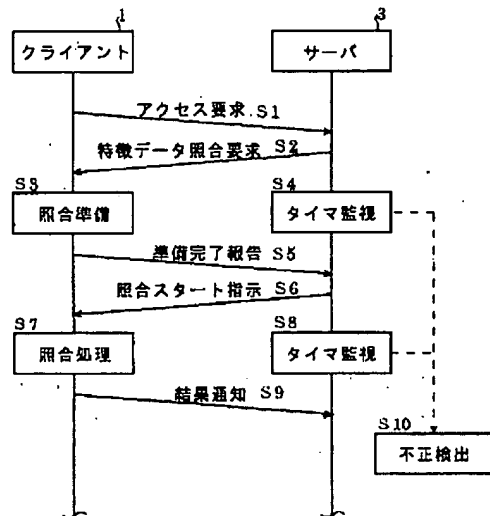 1
3
クライアント
サーバ
アクセス要求.S1
特徴データ照合要求 S2
S3
S4
照合準備
タイマ監視
準備完了報告 S5
照合スタート指示 S6
S7
S8
照合処理
タイマ監視
結果通知 S9
S10
不正検出